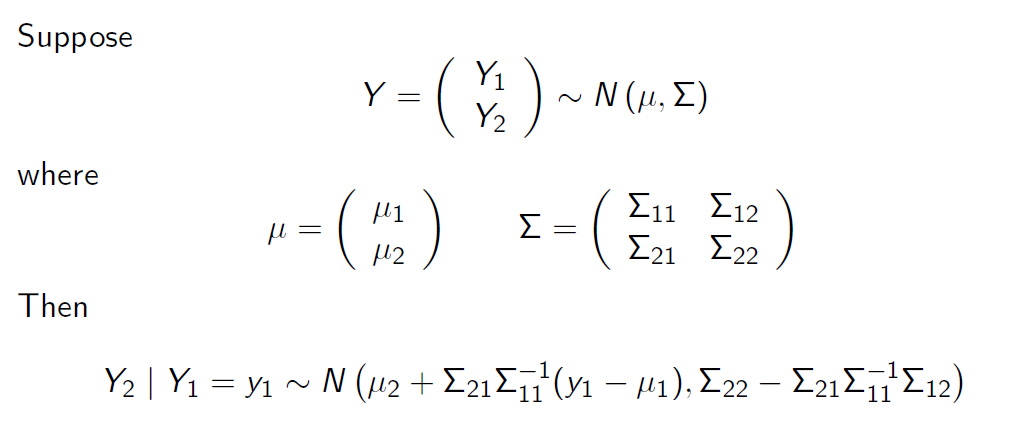 Suppose
Y = ( Y₁
Y₂ ) ∼ N (μ, Σ)
where
μ = ( μ₁
μ₂ ) Σ = ( Σ₁₁ Σ₁₂
Σ₂₁ Σ₂₂ )
Then
Y₂ | Y₁ = y₁ ∼ N (μ₂ + Σ₂₁Σ₁₁⁻¹(y₁ − μ₁), Σ₂₂ − Σ₂₁Σ₁₁⁻¹Σ₁₂)